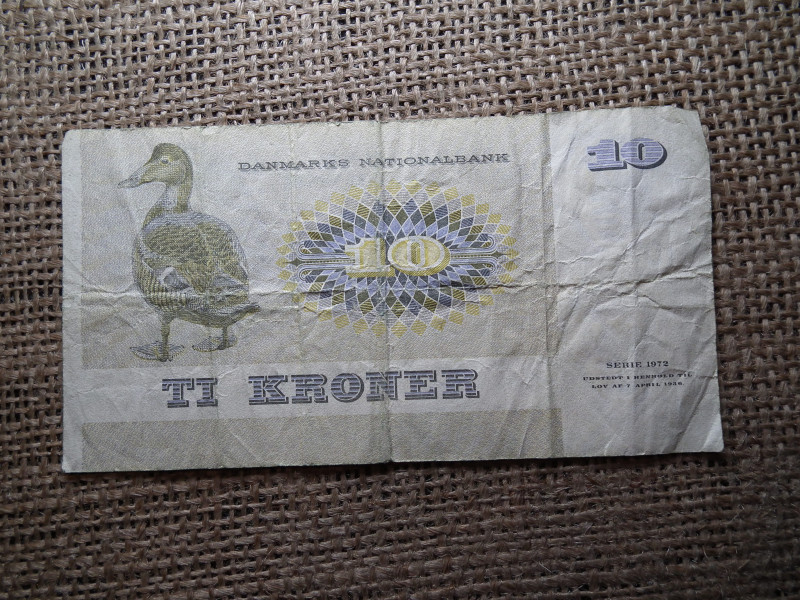 DANMARKS NATIONALBANK
10
10
TI KRONER
SERIE 1972
UDSTEDT I HENHOLD TIL
LOV AF 7 APRIL 1936.